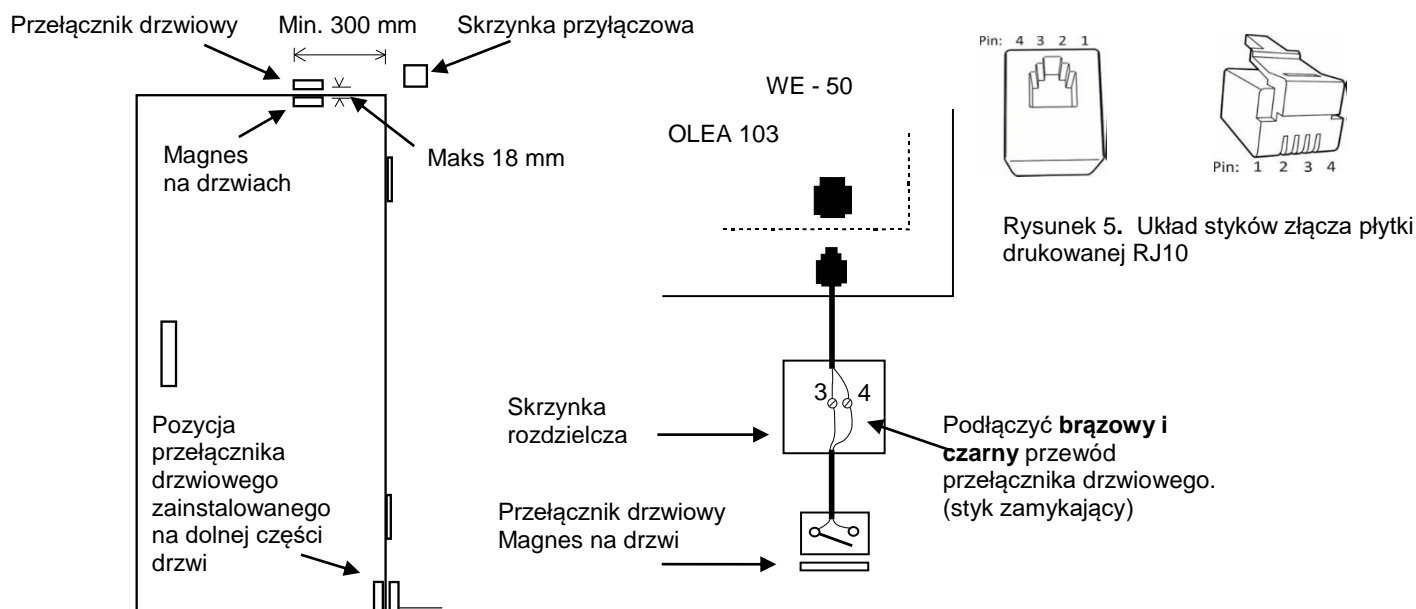 Przełącznik drzwiowy
Min. 300 mm
Skrzynka przyłączowa
Magnes
na drzwiach
Maks 18 mm
Pozycja
przełącznika
drzwiowego
zainstalowanego
na dolnej części
drzwi
WE - 50
OLEA 103
3 4
Skrzynka
rozdzielcza
Podłączyć brązowy i
czarny przewód
przełącznika drzwiowego.
(styk zamykający)
Przełącznik drzwiowy
Magnes na drzwi
Pin: 4 3 2 1
Pin: 1 2 3 4
Rysunek 5. Układ styków złącza płytki
drukowanej RJ10